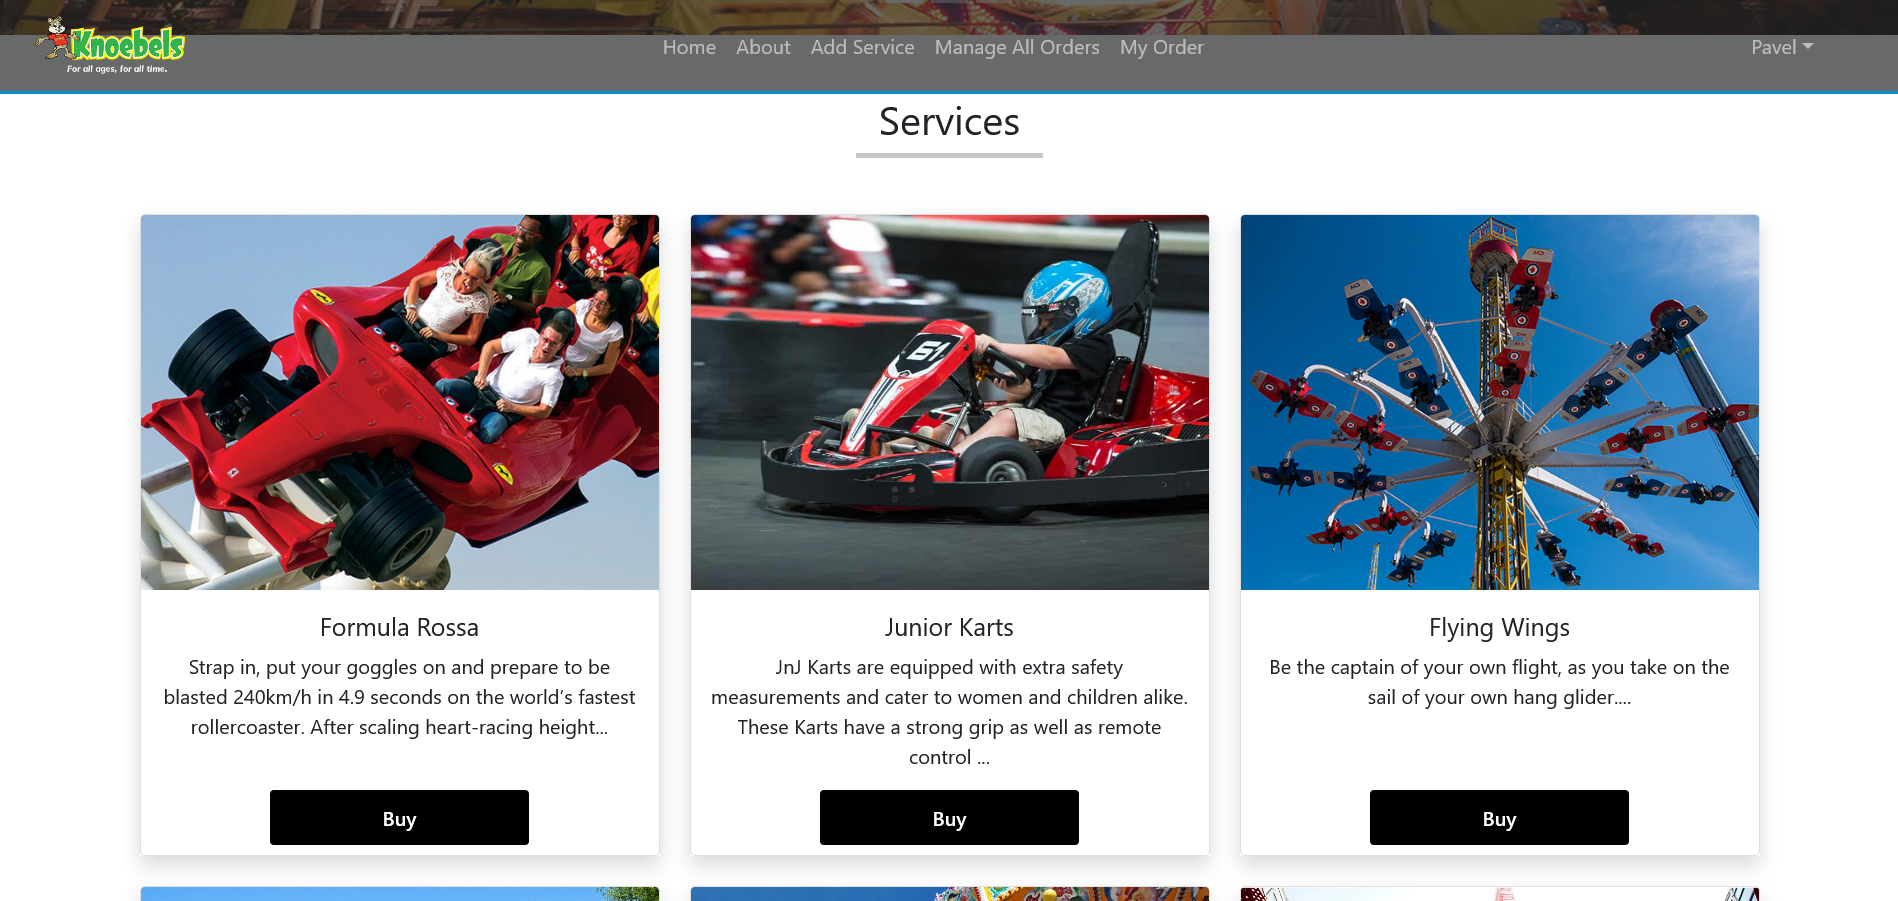 Knoebels
For all ages, for all time.
Home About Add Service Manage All Orders My Order Pavel
Services
61
Formula Rossa
Strap in, put your goggles on and prepare to be
blasted 240km/h in 4.9 seconds on the world’s fastest
rollercoaster. After scaling heart-racing height...
Buy
Junior Karts
JnJ Karts are equipped with extra safety
measurements and cater to women and children alike.
These Karts have a strong grip as well as remote
control ...
Buy
Flying Wings
Be the captain of your own flight, as you take on the
sail of your own hang glider....
Buy